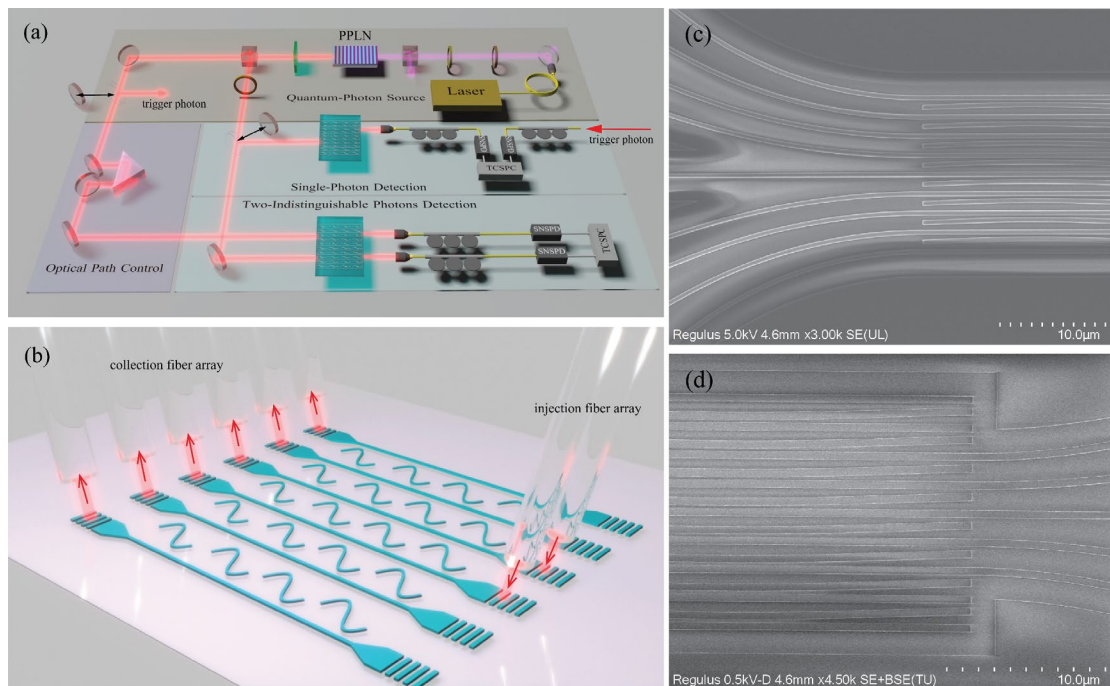 (a)
PPLN
Laser
trigger photon
Quantum-Photon Source
trigger photon
TCSPC
Single-Photon Detection
Two-Indistinguishable Photons Detection
SNSPD
SNSPD
TCSPC
Optical Path Control
(b)
collection fiber array
injection fiber array
(c)
Regulus 5.0kV 4.6mm x3.00k SE(UL)
10.0μm
(d)
Regulus 0.5kV-D 4.6mm x4.50k SE+BSE(TU)
10.0μm